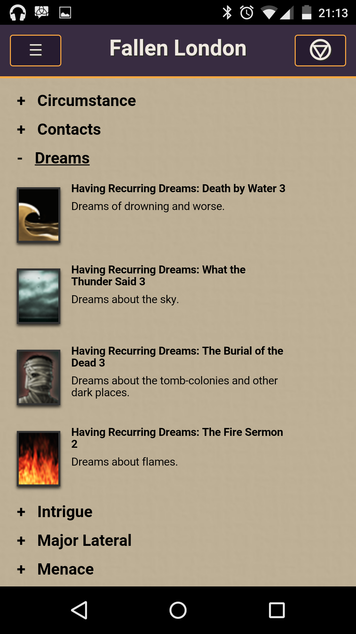 21:13
Fallen London
+ Circumstance
+ Contacts
- Dreams
Having Recurring Dreams: Death by Water 3
Dreams of drowning and worse.
Having Recurring Dreams: What the
Thunder Said 3
Dreams about the sky.
Having Recurring Dreams: The Burial of the
Dead 3
Dreams about the tomb-colonies and other
dark places.
Having Recurring Dreams: The Fire Sermon
2
Dreams about flames.
+ Intrigue
+ Major Lateral
+ Menace